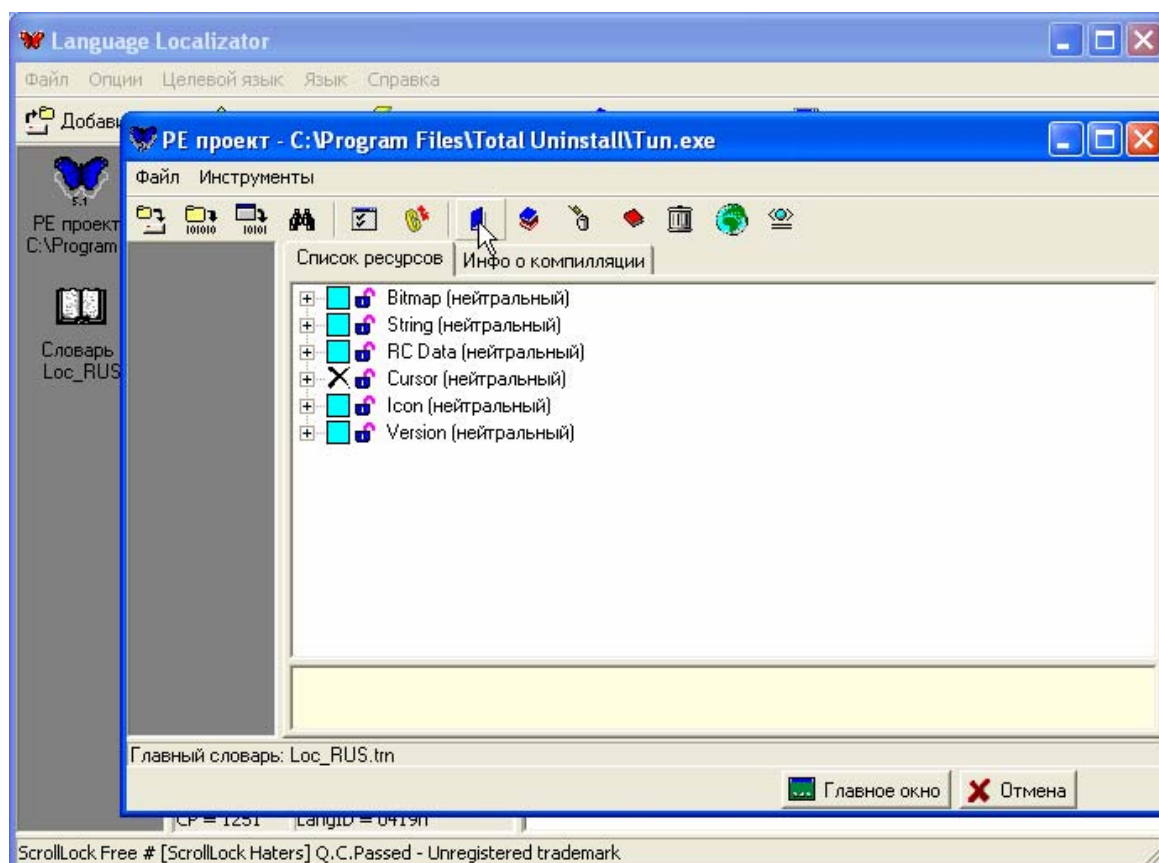 Language Localizator
Файл Опции Целевой язык Язык Справка
PE проект - C:\Program Files\Total Uninstall\Tun.exe
Файл Инструменты
5.1
PE проект
C:\Program
Словарь
Loc_RUS
Список ресурсов Инфо о компилляции
Bitmap (нейтральный)
String (нейтральный)
RC Data (нейтральный)
Cursor (нейтральный)
Icon (нейтральный)
Version (нейтральный)
Главный словарь: Loc_RUS.trn
Главное окно Отмена
CP = 1251 LangID = 0419h
ScrollLock Free # [ScrollLock Haters] Q.C.Passed - Unregistered trademark